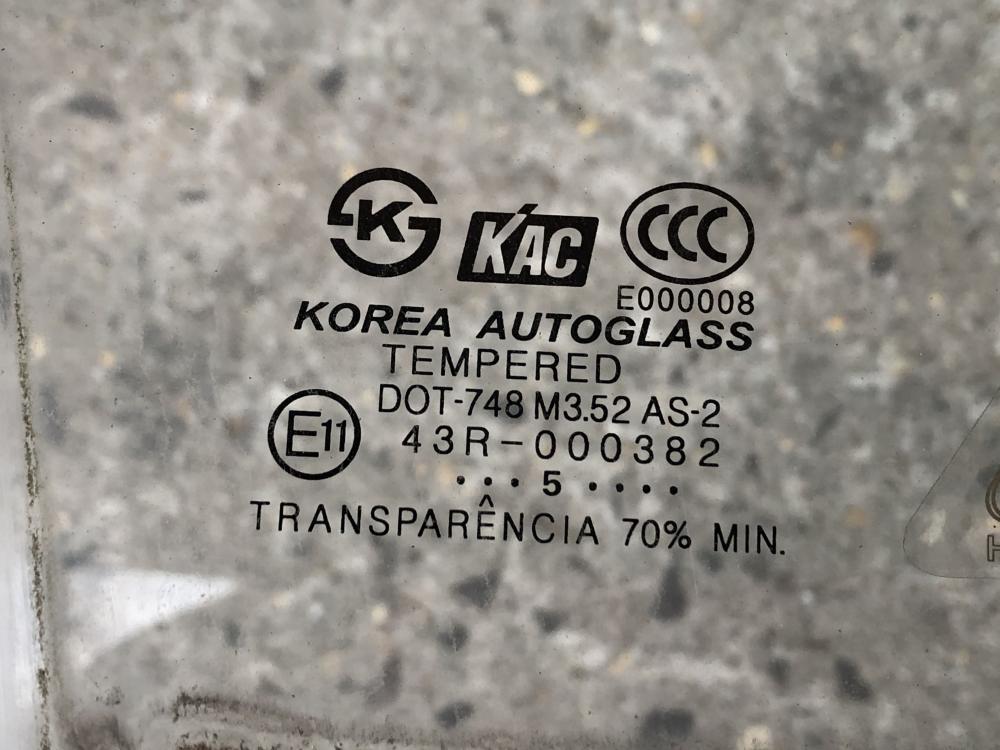 K
KAC
CCC
E000008
KOREA AUTOGLASS
TEMPERED
DOT-748 M3.52 AS-2
E11
43R-000382
• • • 5 • • • •
TRANSPARÊNCIA 70% MIN.